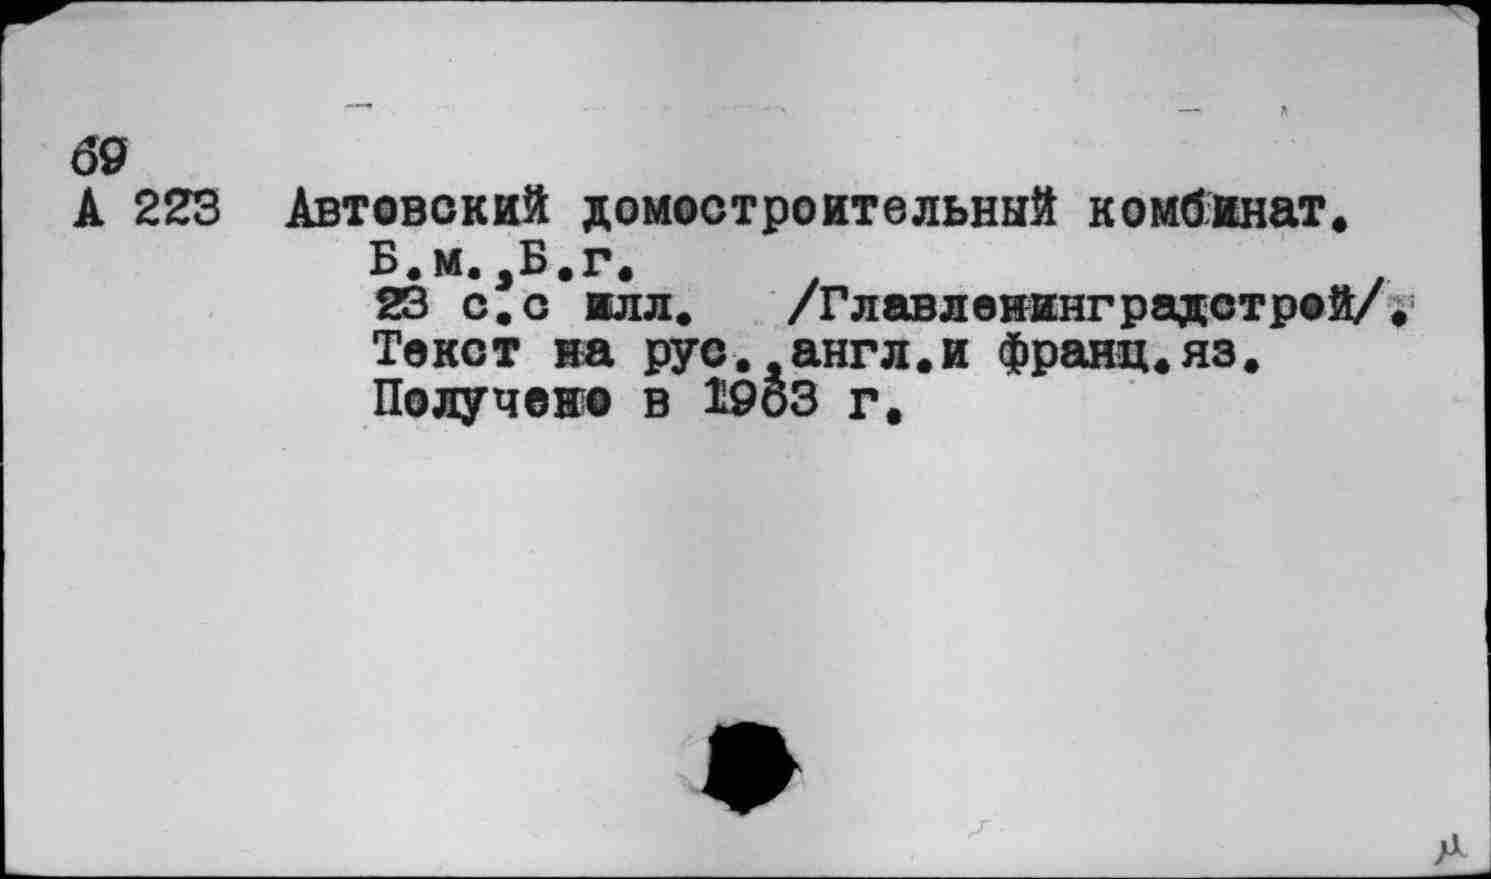 69
А 223 Автовский домостроительный комбинат.
Б.м.,Б.г.
23 с.с илл. /Главленинградстрой/.
Текст на рус.,англ.и франц.яз.
Получено в 1963 г.